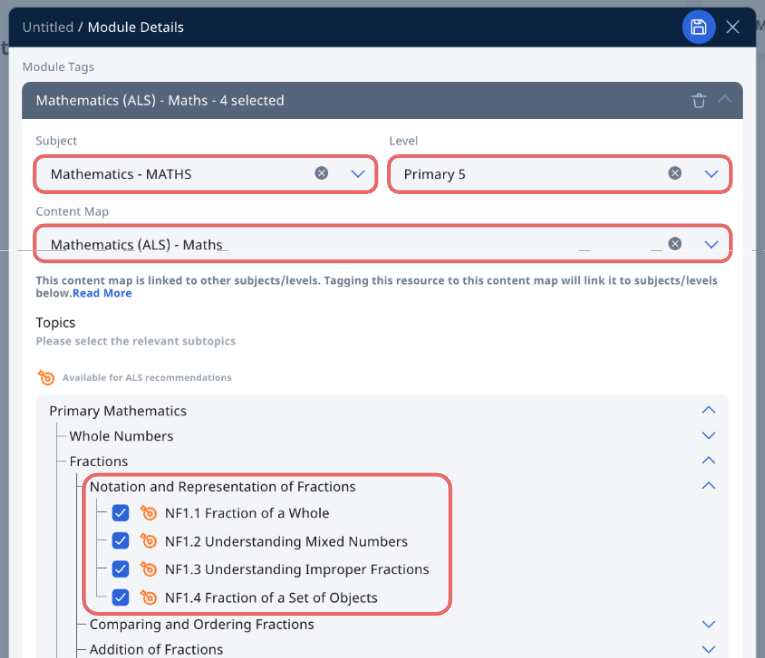 Untitled / Module Details
Module Tags
Mathematics (ALS) - Maths - 4 selected
Subject
Level
Mathematics - MATHS
Primary 5
Content Map
Mathematics (ALS) - Maths
This content map is linked to other subjects/levels. Tagging this resource to this content map will link it to subjects/levels
below.Read More
Topics
Please select the relevant subtopics
Available for ALS recommendations
Primary Mathematics
Whole Numbers
Fractions
Notation and Representation of Fractions
NF1.1 Fraction of a Whole
NF1.2 Understanding Mixed Numbers
NF1.3 Understanding Improper Fractions
NF1.4 Fraction of a Set of Objects
Comparing and Ordering Fractions
Addition of Fractions